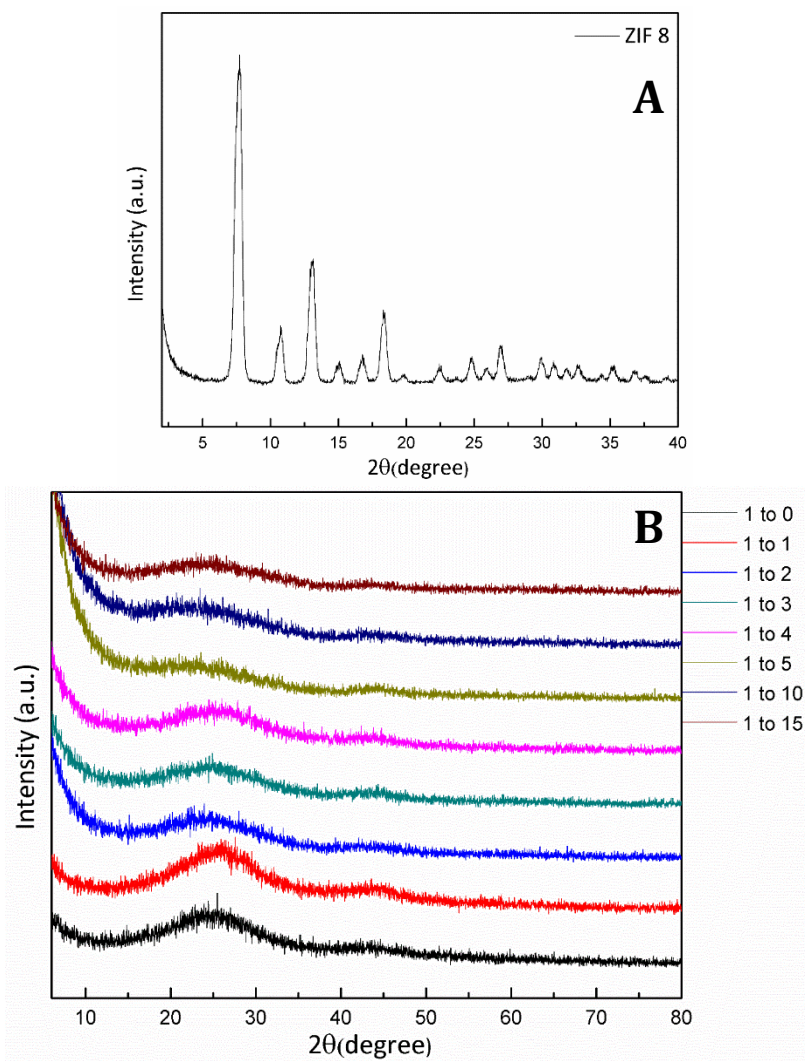 ZIF 8
A
Intensity (a.u.)
5 10 15 20 25 30 35 40
2θ(degree)
B
1 to 0
1 to 1
1 to 2
1 to 3
1 to 4
1 to 5
1 to 10
1 to 15
Intensity (a.u.)
10 20 30 40 50 60 70 80
2θ(degree)